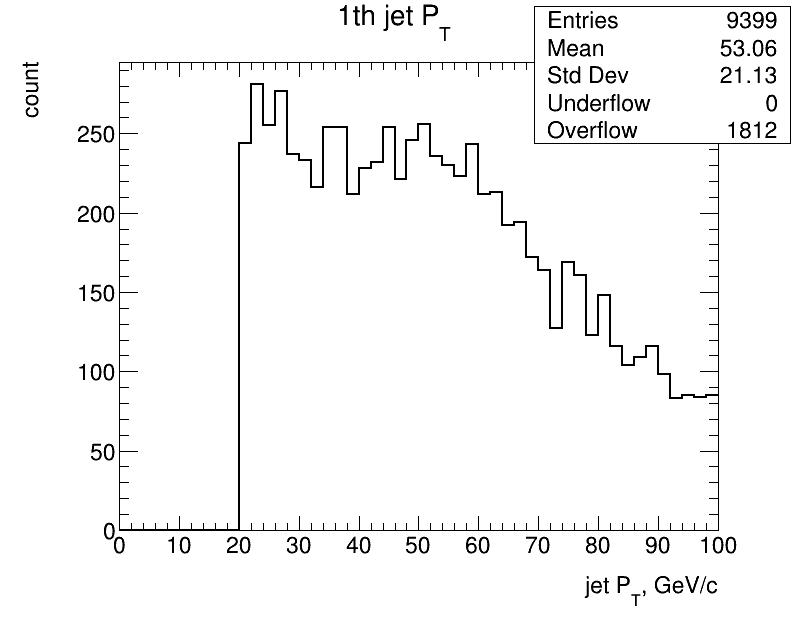 1th jet P_T
Entries 9399
Mean 53.06
Std Dev 21.13
Underflow 0
Overflow 1812
count
250
200
150
100
50
0
0 10 20 30 40 50 60 70 80 90 100
jet P_T, GeV/c